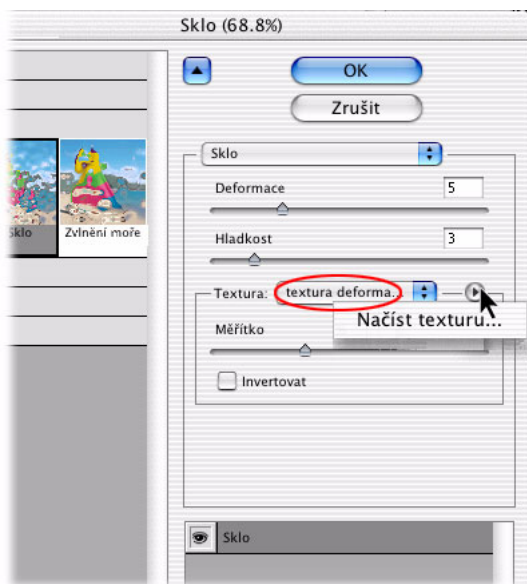 Sklo (68.8%)
OK
Zrušit
Sklo
Deformace 5
Hladkost 3
Sklo
Zvlnění moře
Textura: textura deforma...
Načíst texturu...
Měřítko
Invertovat
Sklo